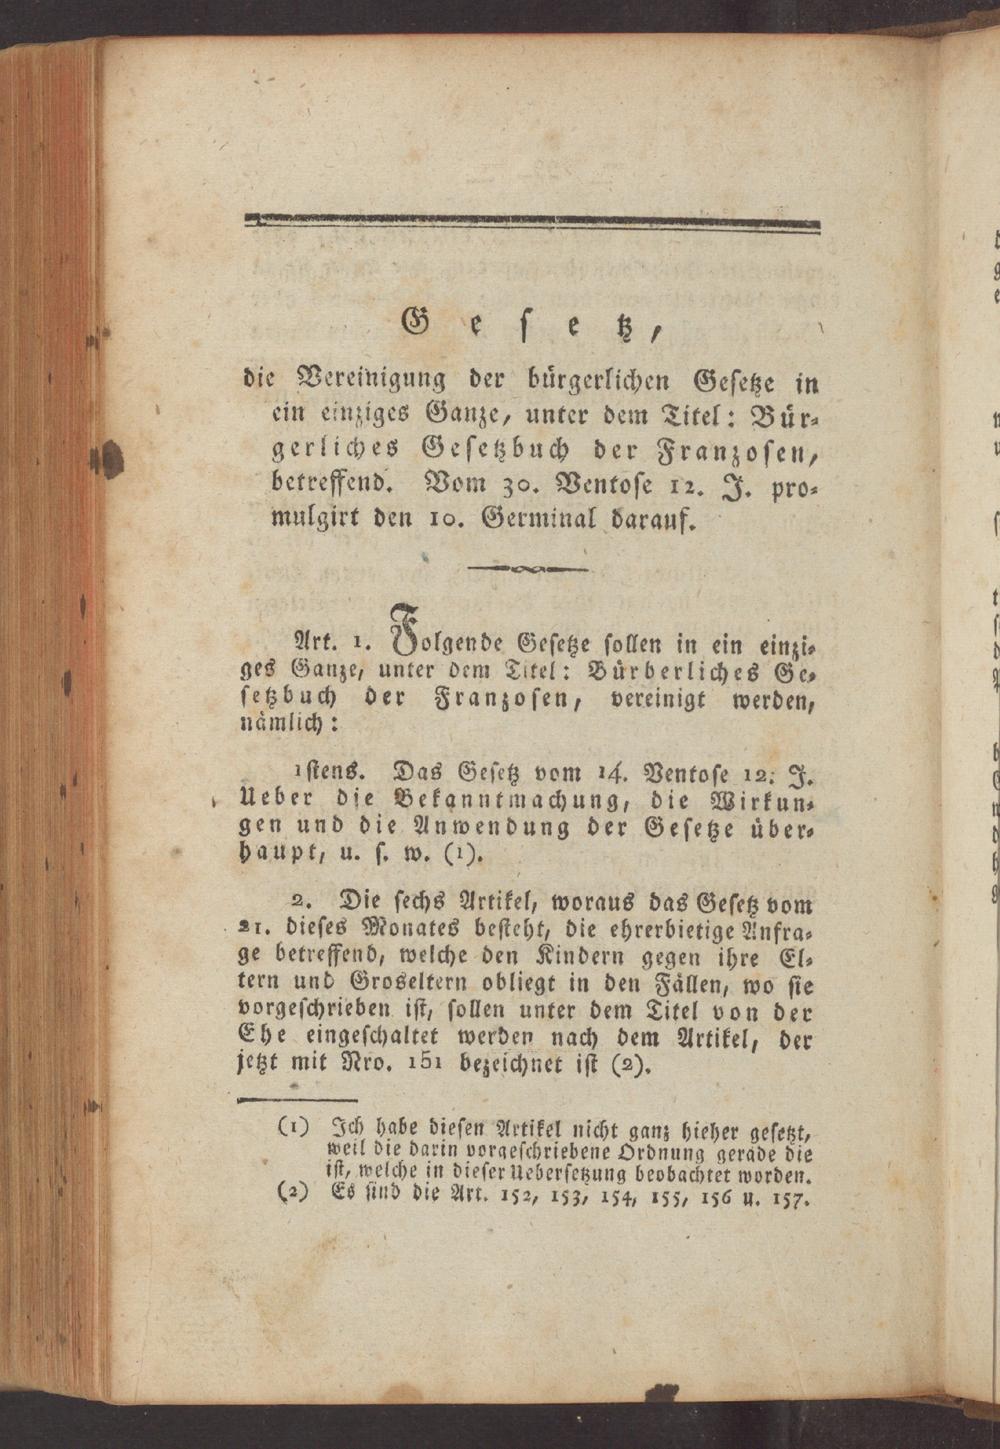 Gesetz,
die Vereinigung der bürgerlichen Gesetze in
ein einziges Ganze, unter dem Titel: Bür-
gerliches Gesetzbuch der Franzosen,
betreffend. Vom 30. Ventose 12. J. pro-
mulgirt den 10. Germinal darauf.
Art. 1. Folgende Gesetze sollen in ein einzi-
ges Ganze, unter dem Titel: Bürberliches Ge-
setzbuch der Franzosen, vereinigt werden,
nämlich:
1stens. Das Gesetz vom 14. Ventose 12. J.
Ueber die Bekanntmachung, die Wirkun-
gen und die Anwendung der Gesetze über-
haupt, u. s. w. (1).
2. Die sechs Artikel, woraus das Gesetz vom
21. dieses Monates besteht, die ehrerbietige Anfra-
ge betreffend, welche den Kindern gegen ihre El-
tern und Groseltern obliegt in den Fällen, wo sie
vorgeschrieben ist, sollen unter dem Titel von der
Ehe eingeschaltet werden nach dem Artikel, der
jetzt mit Nro. 151 bezeichnet ist (2).
(1) Ich habe diesen Artikel nicht ganz hieher gesetzt,
weil die darin vorgeschriebene Ordnung gerade die
ist, welche in dieser Uebersetzung beobachtet worden.
(2) Es sind die Art. 152, 153, 154, 155, 156 u. 157.